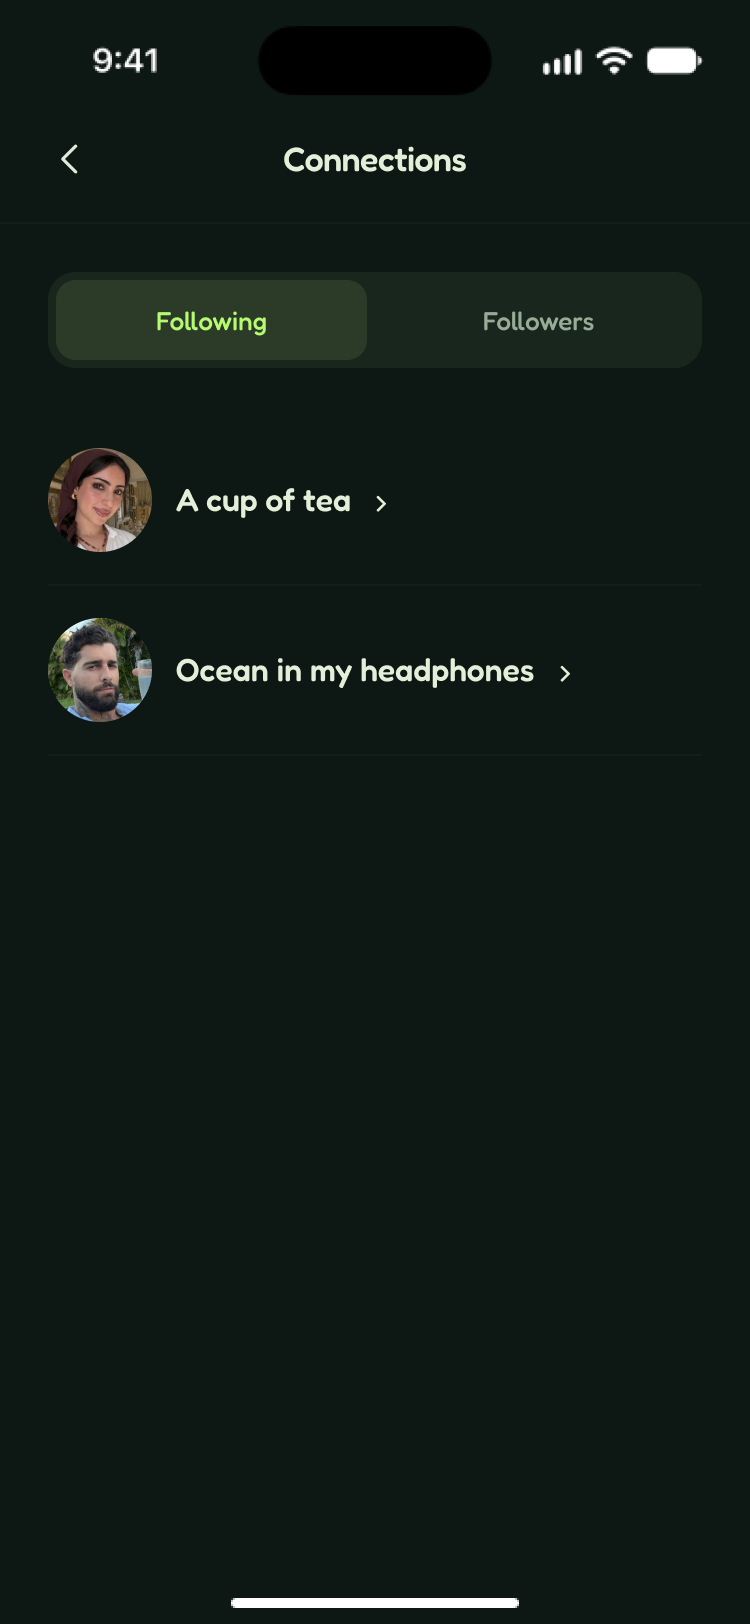 9:41
Connections
Following
Followers
A cup of tea
Ocean in my headphones